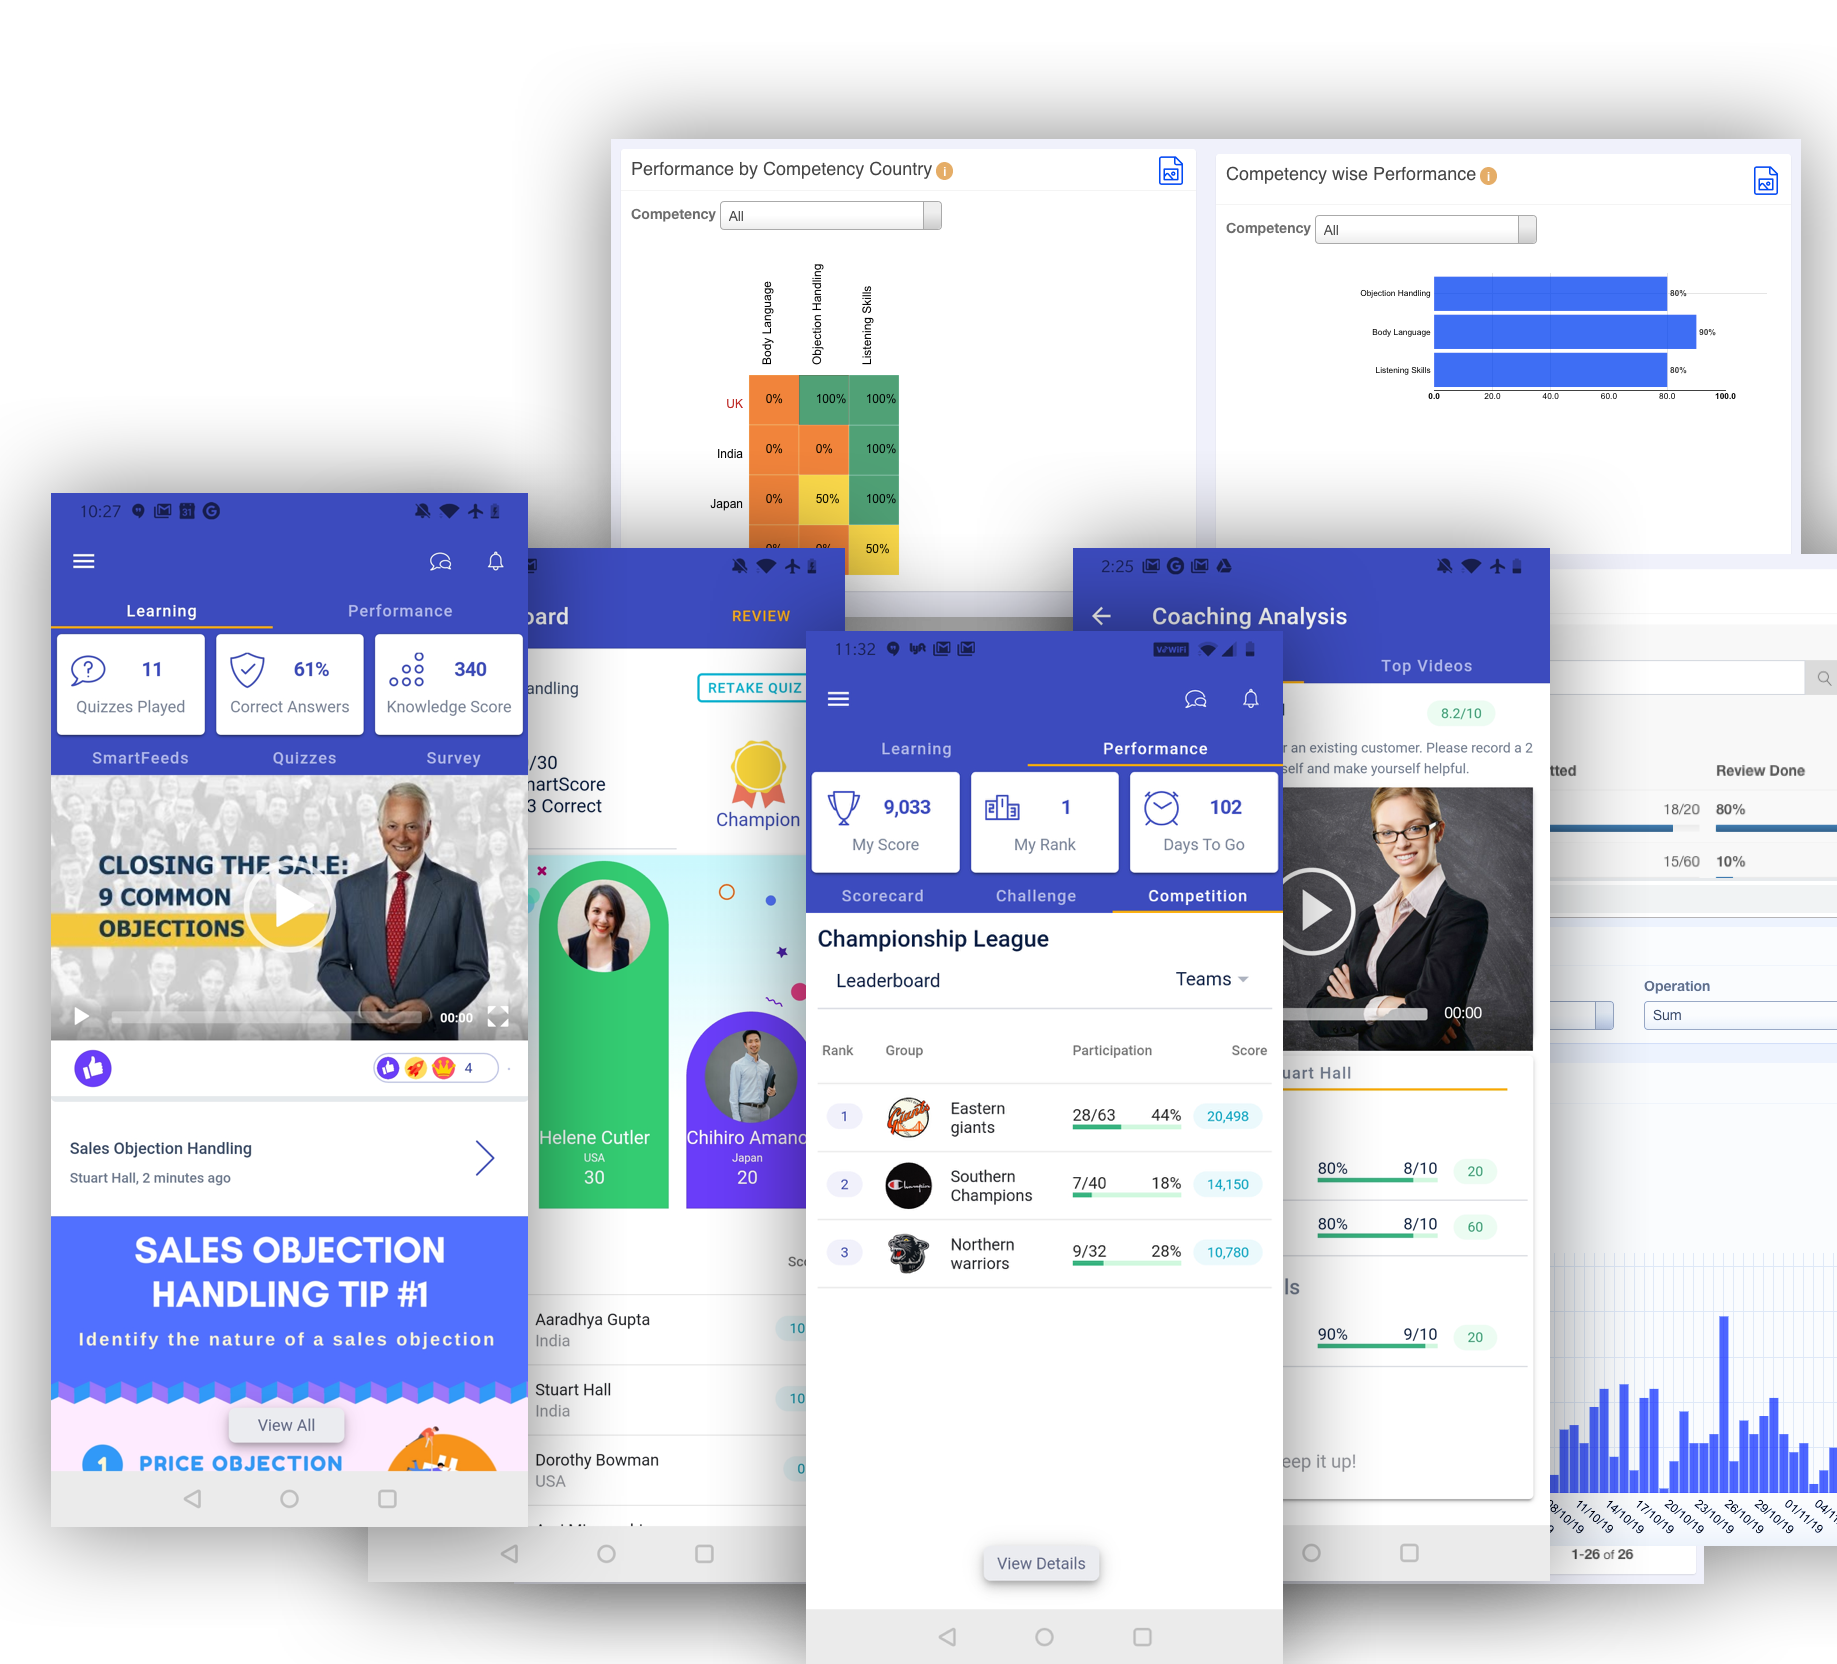 Performance by Competency Country
Competency All
Body Language
Objection Handling
Listening Skills
UK 0% 100% 100%
India 0% 0% 100%
Japan 0% 50% 100%
0% 0% 50%
Competency wise Performance
Competency All
Objection Handling 80%
Body Language 90%
Listening Skills 80%
0.0 20.0 40.0 60.0 80.0 100.0
10:27
Learning Performance
11 61% 340
Quizzes Played Correct Answers Knowledge Score
SmartFeeds Quizzes Survey
CLOSING THE SALE:
9 COMMON
OBJECTIONS
00:00
4
Sales Objection Handling
Stuart Hall, 2 minutes ago
SALES OBJECTION
HANDLING TIP #1
Identify the nature of a sales objection
View All
1 PRICE OBJECTION
oard REVIEW
andling RETAKE QUIZ
/30
martScore
3 Correct
Champion
Helene Cutler
USA
30
Chihiro Amano
Japan
20
Sco
Aaradhya Gupta 10
India
Stuart Hall 10
India
Dorothy Bowman 0
USA
11:32
VoWiFi
Learning Performance
9,033 1 102
My Score My Rank Days To Go
Scorecard Challenge Competition
Championship League
Leaderboard Teams
Rank Group Participation Score
1 Giants Eastern giants 28/63 44% 20,498
2 Champion Southern Champions 7/40 18% 14,150
3 Northern warriors 9/32 28% 10,780
View Details
2:25
Coaching Analysis
Top Videos
8.2/10
r an existing customer. Please record a 2
self and make yourself helpful.
00:00
uart Hall
80% 8/10 20
80% 8/10 60
ls
90% 9/10 20
eep it up!
tted Review Done
18/20 80%
15/60 10%
Operation
Sum
08/10/19 11/10/19 14/10/19 17/10/19 20/10/19 23/10/19 26/10/19 29/10/19 01/11/19 04/11
1-26 of 26